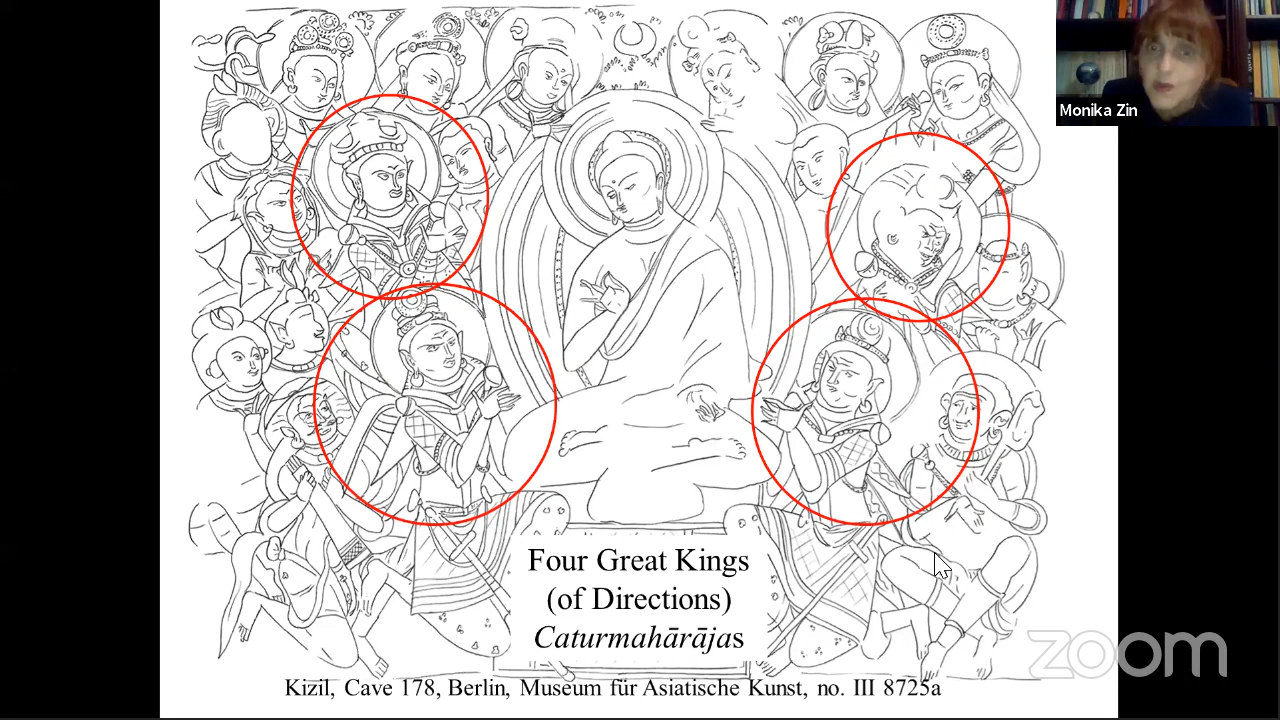 Monika Zin
Four Great Kings
(of Directions)
Caturmahārājas
zoom
Kizil, Cave 178, Berlin, Museum für Asiatische Kunst, no. III 8725a